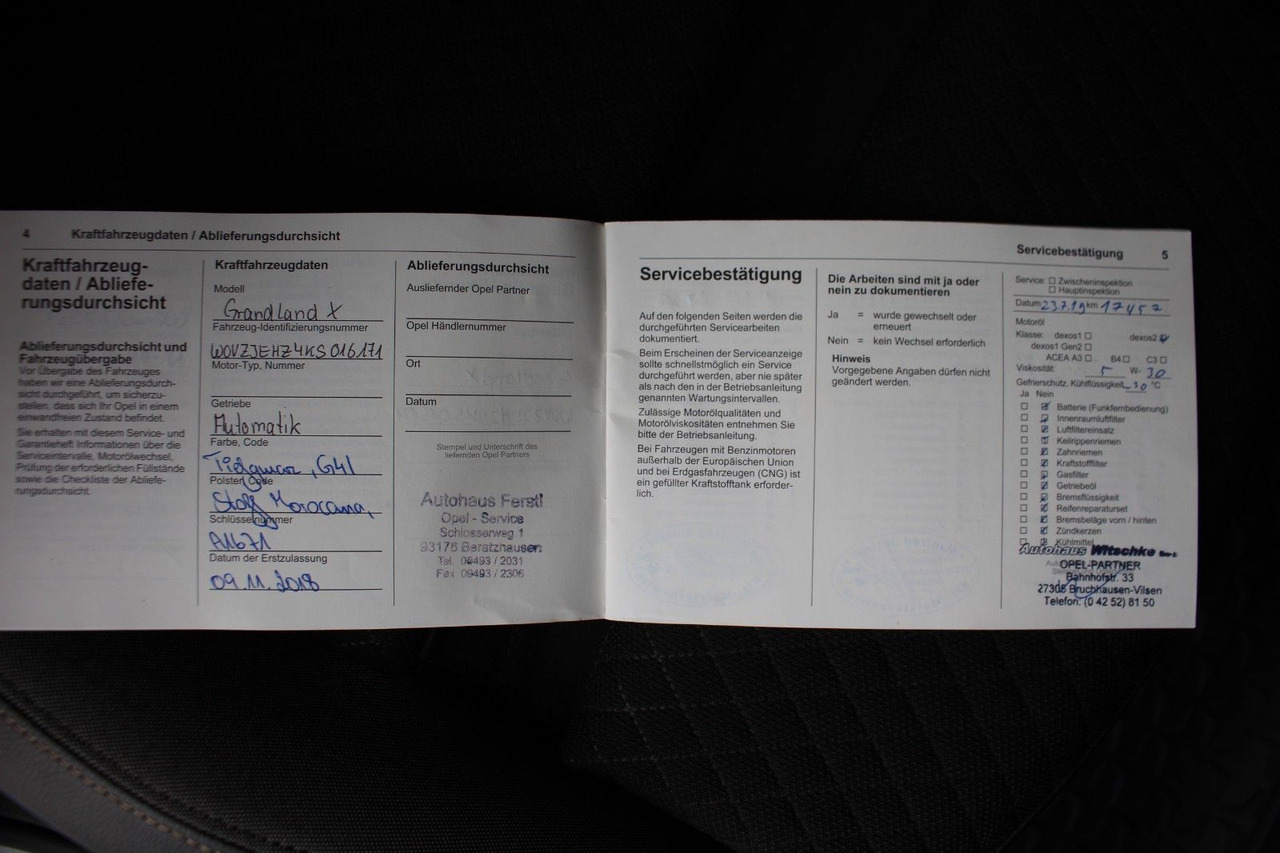 4 Kraftfahrzeugdaten / Ablieferungsdurchsicht
Kraftfahrzeug-
daten / Abliefe-
rungsdurchsicht
Ablieferungsdurchsicht und
Fahrzeugübergabe
Vor Übergabe des Fahrzeuges
haben wir eine Ablieferungsdurch-
sicht durchgeführt, um sicherzu-
stellen, dass sich Ihr Opel in einem
einwandfreien Zustand befindet.
Sie erhalten mit diesem Service- und
Garantieheft Informationen über die
Serviceintervalle, Motorölwechsel,
Prüfung der erforderlichen Füllstände
sowie die Checkliste der Abliefe-
rungsdurchsicht.
Kraftfahrzeugdaten
Modell
Grandland X
Fahrzeug-Identifizierungsnummer
W0VZJEHZ4KS016171
Motor-Typ, Nummer
Getriebe
Automatik
Farbe, Code
, G4I
Polster, Code
Stoff
Schlüsselnummer
A1671
Datum der Erstzulassung
09.11.2018
Ablieferungsdurchsicht
Ausliefernder Opel Partner
Opel Händlernummer
Ort
Datum
Stempel und Unterschrift des
liefernden Opel Partners
Autohaus Ferstl
Opel - Service
Schlosserweg 1
93176 Beratzhausen
Tel. 09493 / 2031
Fax 09493 / 2306
Servicebestätigung 5
Servicebestätigung
Auf den folgenden Seiten werden die
durchgeführten Servicearbeiten
dokumentiert.
Beim Erscheinen der Serviceanzeige
sollte schnellstmöglich ein Service
durchgeführt werden, aber nie später
als nach den in der Betriebsanleitung
genannten Wartungsintervallen.
Zulässige Motorölqualitäten und
Motorölviskositäten entnehmen Sie
bitte der Betriebsanleitung.
Bei Fahrzeugen mit Benzinmotoren
außerhalb der Europäischen Union
und bei Erdgasfahrzeugen (CNG) ist
ein gefüllter Kraftstofftank erforder-
lich.
Die Arbeiten sind mit ja oder
nein zu dokumentieren
Ja = wurde gewechselt oder
erneuert
Nein = kein Wechsel erforderlich
Hinweis
Vorgegebene Angaben dürfen nicht
geändert werden.
Service: ☐ Zwischeninspektion
☐ Hauptinspektion
Datum 23.7.19 km 17457
Motoröl
Klasse: dexos1 ☐ dexos2 ☑
dexos1 Gen2 ☐
ACEA A3 ☐ B4 ☐ C3 ☐
Viskosität: 5 W- 30
Gefrierschutz, Kühlflüssigkeit -30 °C
Ja Nein
☐ ☑ Batterie (Funkfernbedienung)
☐ ☑ Innenraumluftfilter
☐ ☑ Luftfiltereinsatz
☐ ☑ Keilrippenriemen
☐ ☑ Zahnriemen
☐ ☑ Kraftstofffilter
☐ ☑ Gasfilter
☐ ☑ Getriebeöl
☐ ☑ Bremsflüssigkeit
☐ ☑ Reifenreparaturset
☐ ☑ Bremsbeläge vorn / hinten
☐ ☑ Zündkerzen
☐ ☑ Kühlmittel
Autohaus Witschke
OPEL-PARTNER
Bahnhofstr. 33
27305 Bruchhausen-Vilsen
Telefon: (0 42 52) 81 50